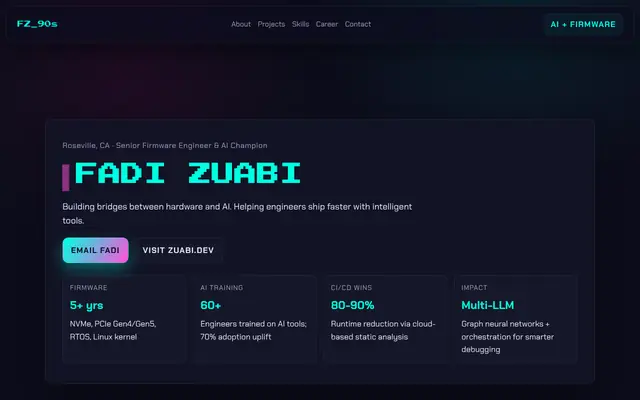 FZ_90s
About Projects Skills Career Contact
AI + FIRMWARE
Roseville, CA · Senior Firmware Engineer & AI Champion
FADI ZUABI
Building bridges between hardware and AI. Helping engineers ship faster with intelligent
tools.
EMAIL FADI
VISIT ZUABI.DEV
FIRMWARE
5+ yrs
NVMe, PCIe Gen4/Gen5,
RTOS, Linux kernel
AI TRAINING
60+
Engineers trained on AI tools;
70% adoption uplift
CI/CD WINS
80-90%
Runtime reduction via cloud-
based static analysis
IMPACT
Multi-LLM
Graph neural networks +
orchestration for smarter
debugging